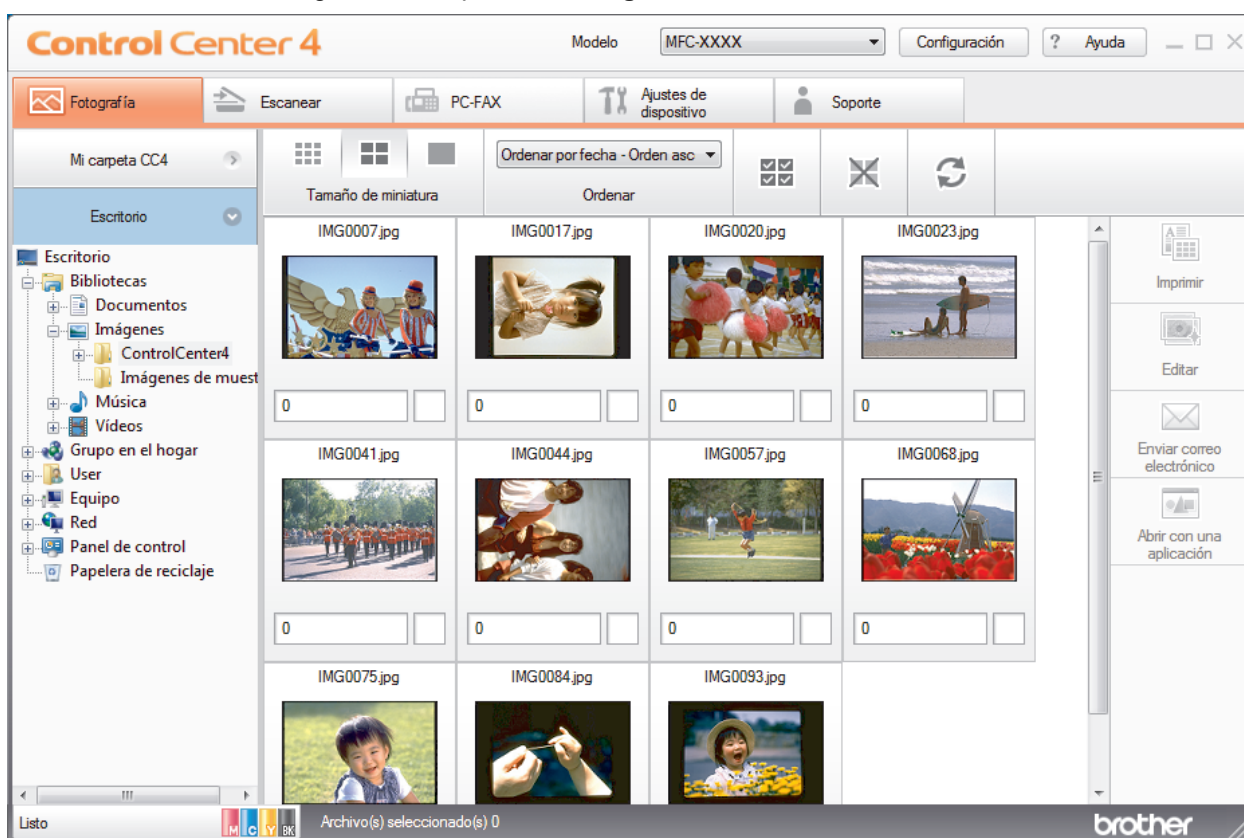 Control Center 4
Modelo
MFC-XXXX
Configuración
? Ayuda
Fotografía
Escanear
PC-FAX
Ajustes de
dispositivo
Soporte
Mi carpeta CC4
Escritorio
Tamaño de miniatura
Ordenar por fecha - Orden asc
Ordenar
Escritorio
Bibliotecas
Documentos
Imágenes
ControlCenter4
Imágenes de muest
Música
Vídeos
Grupo en el hogar
User
Equipo
Red
Panel de control
Papelera de reciclaje
IMG0007.jpg
IMG0017.jpg
IMG0020.jpg
IMG0023.jpg
0
0
0
0
IMG0041.jpg
IMG0044.jpg
IMG0057.jpg
IMG0068.jpg
0
0
0
0
IMG0075.jpg
IMG0084.jpg
IMG0093.jpg
Imprimir
Editar
Enviar correo
electrónico
Abrir con una
aplicación
Listo
M C Y BK
Archivo(s) seleccionado(s) 0
brother